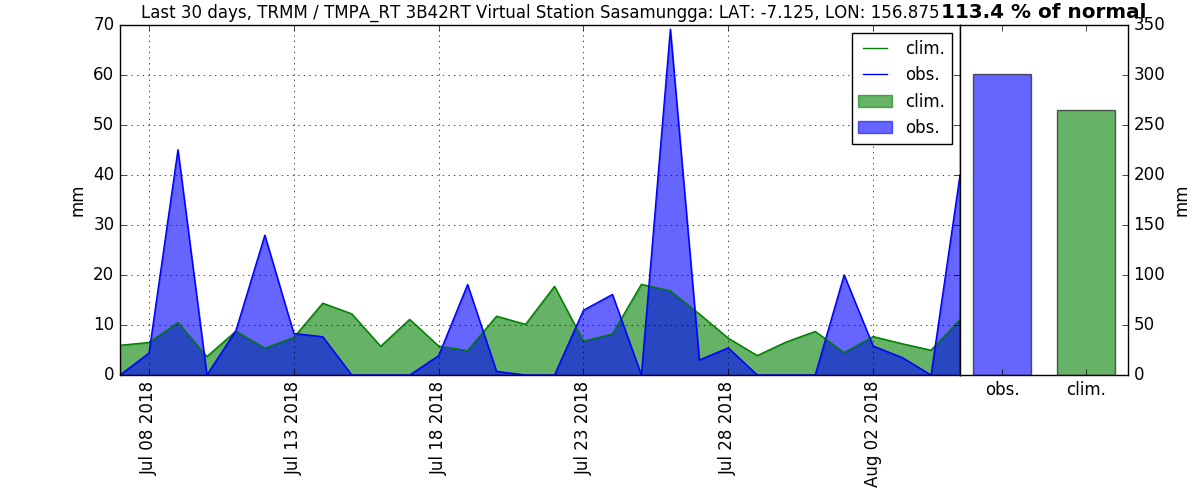 Last 30 days, TRMM / TMPA_RT 3B42RT Virtual Station Sasamungga: LAT: -7.125, LON: 156.875
113.4 % of normal
70
60
50
40
30
20
10
0
mm
clim.
obs.
clim.
obs.
350
300
250
200
150
100
50
0
mm
Jul 08 2018
Jul 13 2018
Jul 18 2018
Jul 23 2018
Jul 28 2018
Aug 02 2018
obs.
clim.